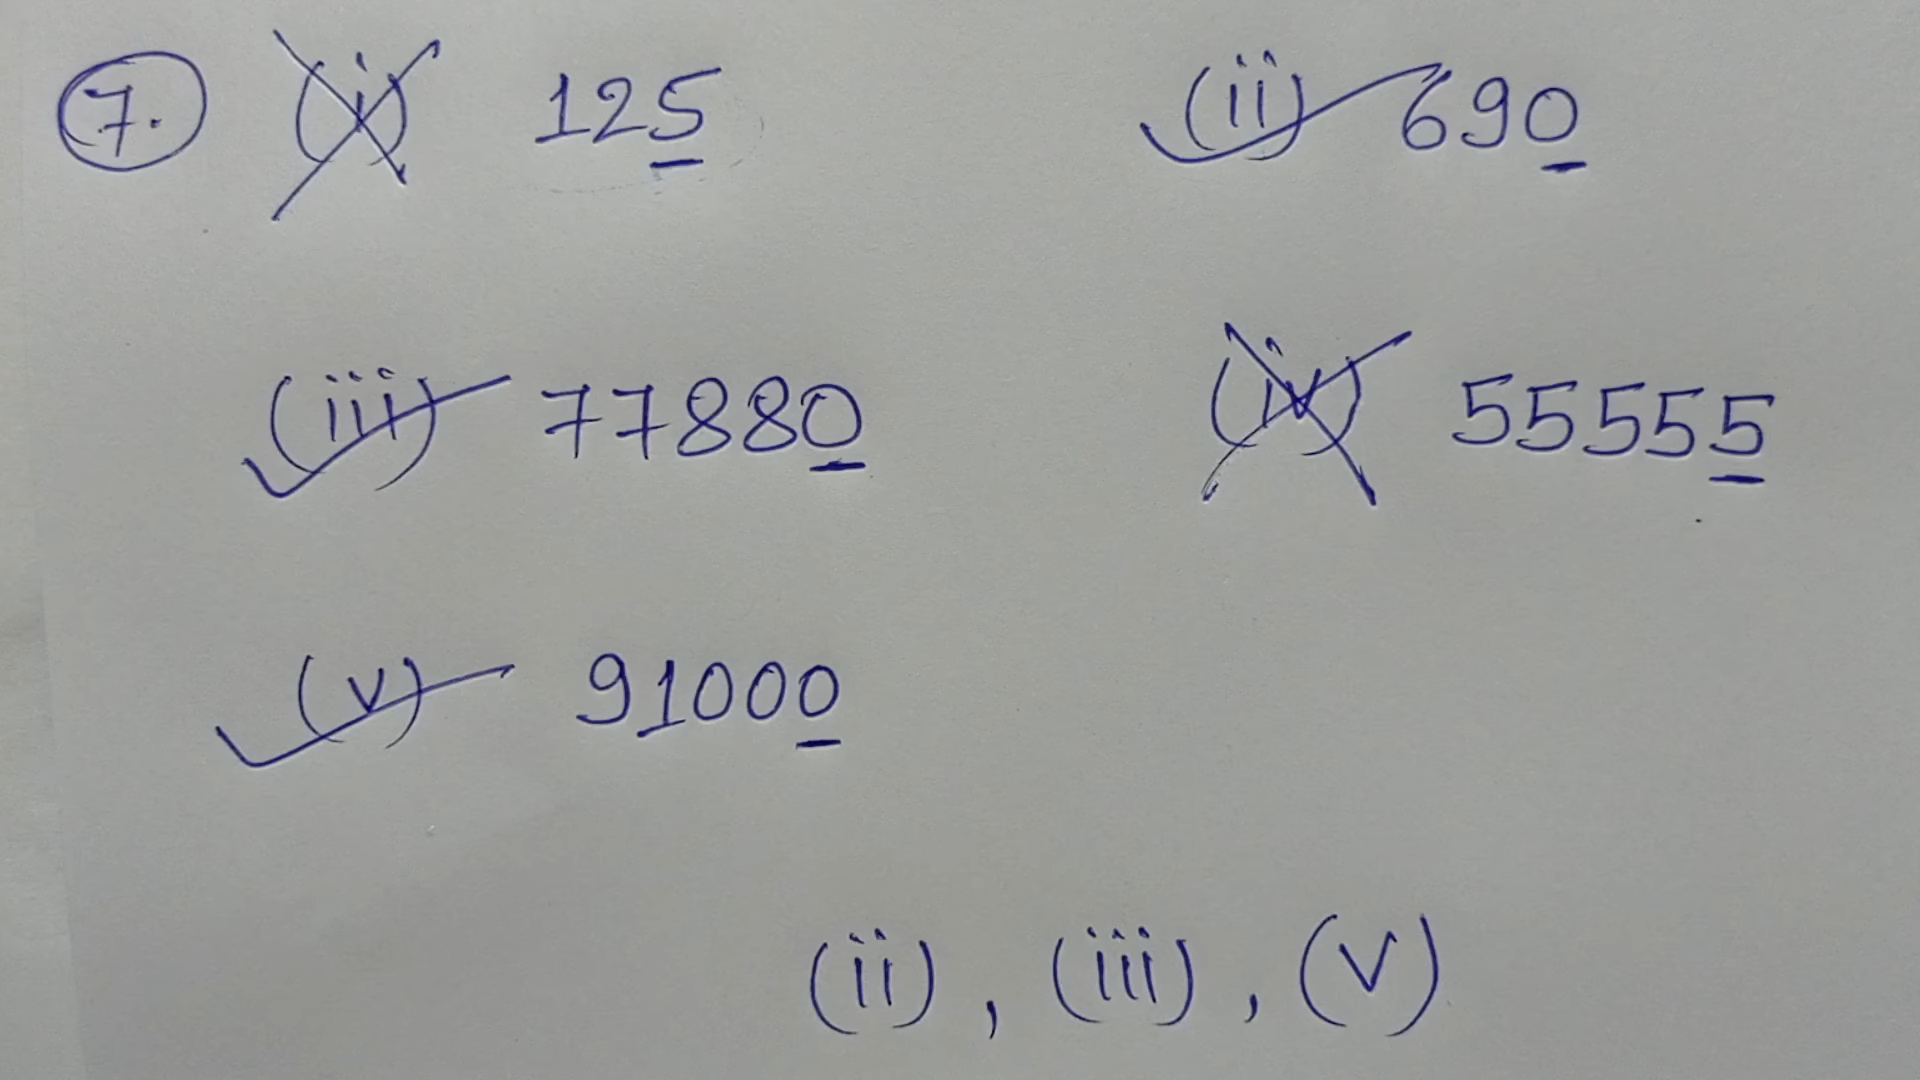 7. (i) 125 (ii) 690
(iii) 77880 (iv) 55555
(v) 91000
(ii), (iii), (v)